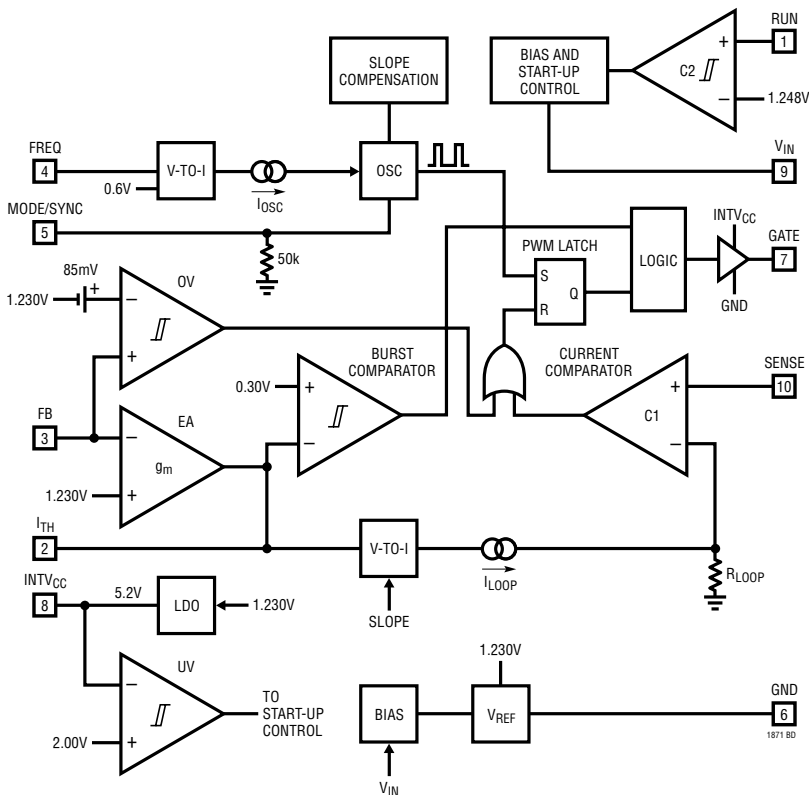 RUN
1
SLOPE
COMPENSATION
BIAS AND
START-UP
CONTROL
+
C2
–
1.248V
FREQ
4
V-TO-I
0.6V
I_OSC
OSC
V_IN
9
MODE/SYNC
5
50k
85mV
+
1.230V
–
OV
+
PWM LATCH
S
Q
R
LOGIC
INTV_CC
GATE
7
GND
BURST
COMPARATOR
0.30V
+
–
CURRENT
COMPARATOR
SENSE
10
+
C1
–
FB
3
EA
–
g_m
1.230V
+
I_TH
2
V-TO-I
I_LOOP
R_LOOP
SLOPE
INTV_CC
8
5.2V
LDO
1.230V
UV
–
+
2.00V
TO
START-UP
CONTROL
1.230V
BIAS
V_REF
V_IN
GND
6
1871 BD